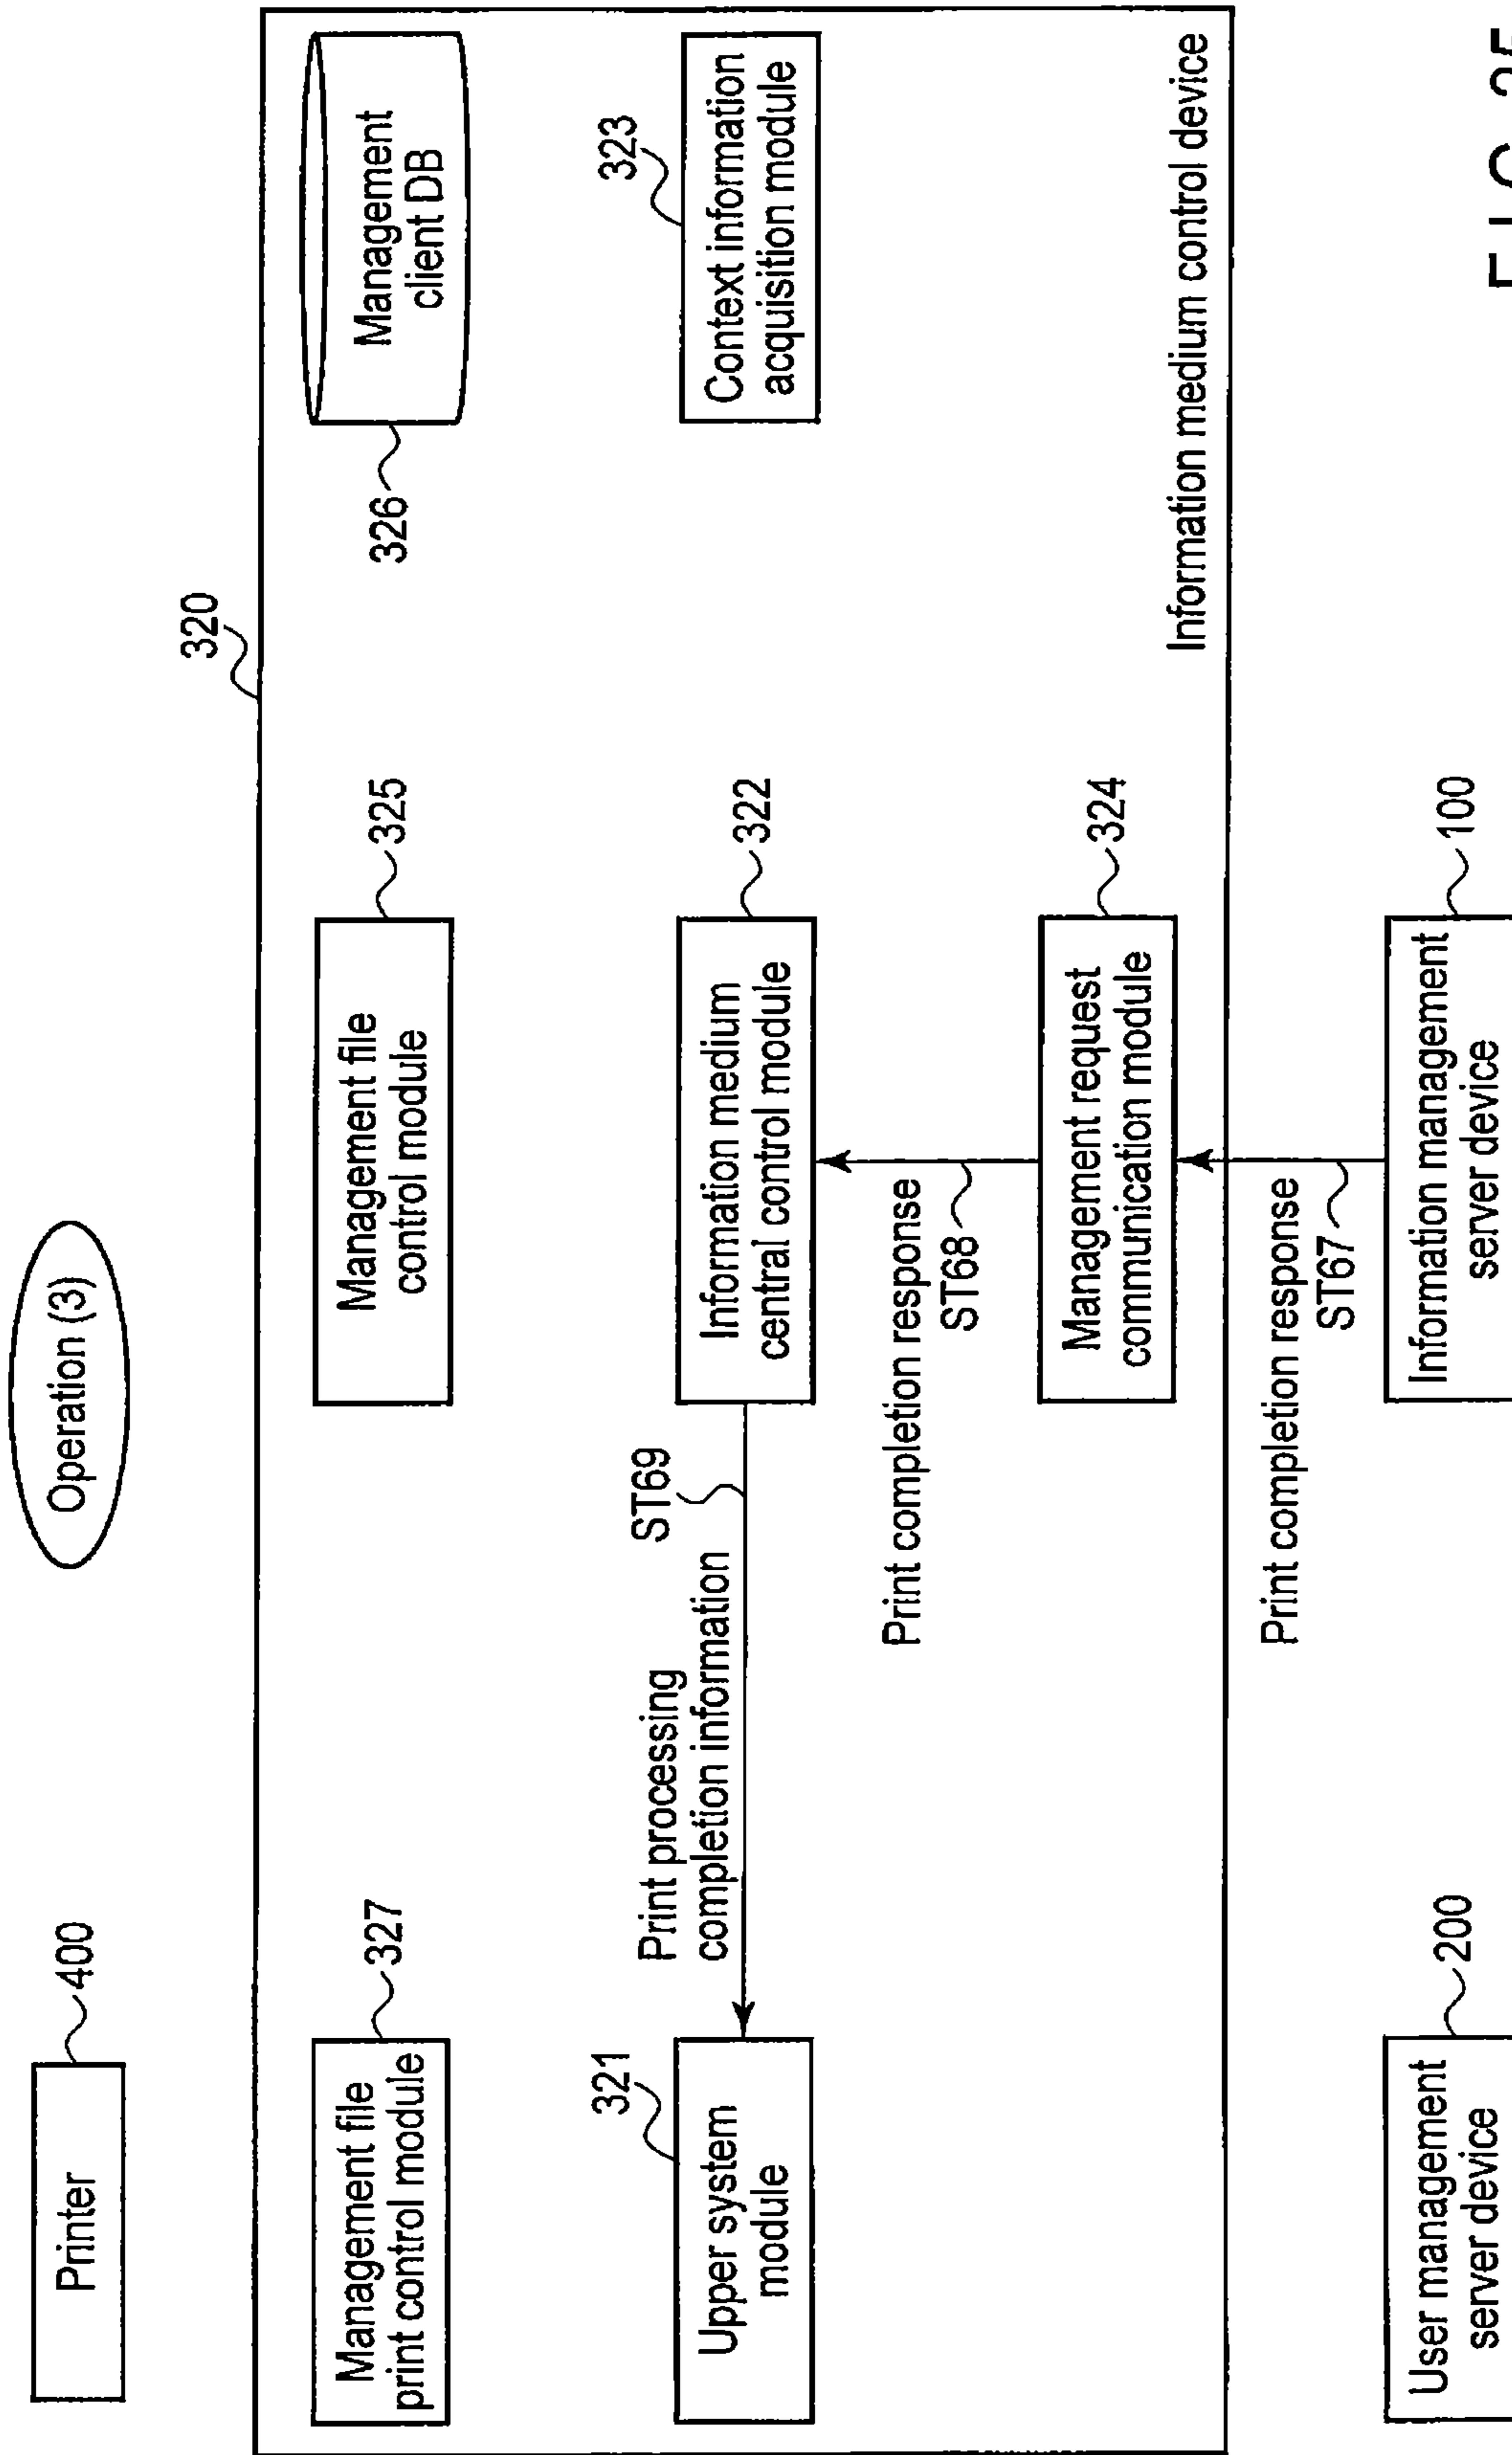 Operation (3)
Printer
400
320
Management file
print control module
327
Management file
control module
325
Management
client DB
326
Upper system
module
321
Print processing
completion information
ST69
Information medium
central control module
322
Context information
acquisition module
323
Print completion response
ST68
Management request
communication module
324
Information medium control device
Print completion response
ST67
User management
server device
200
Information management
server device
100